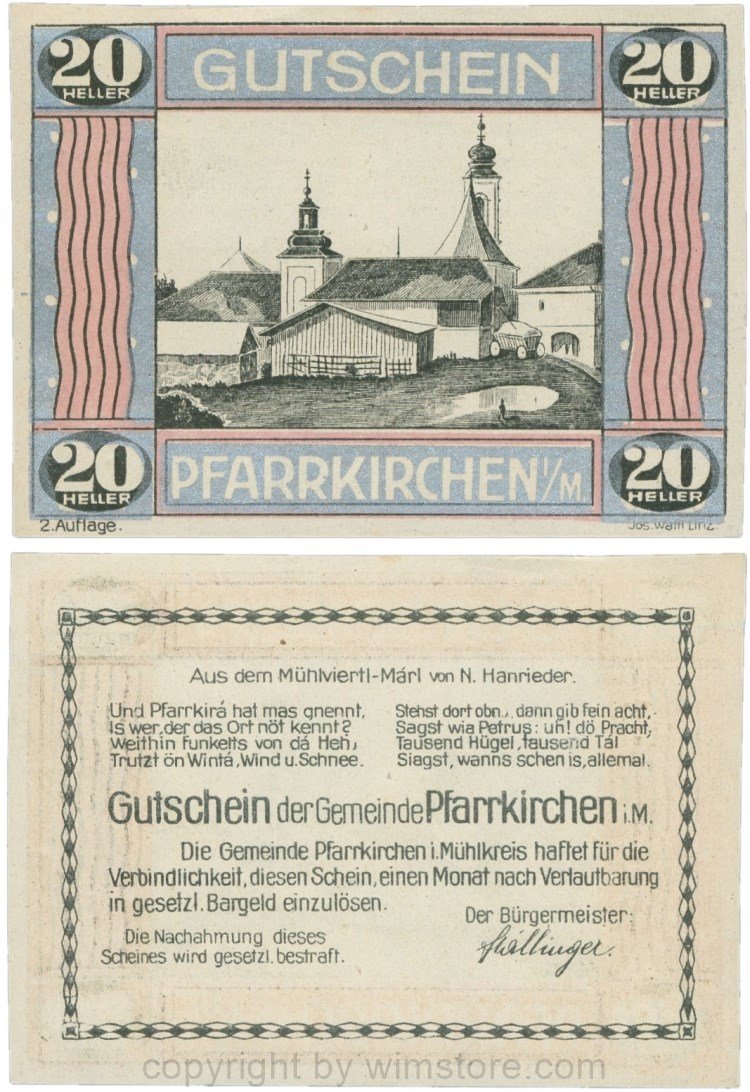 20 HELLER
GUTSCHEIN
20 HELLER
20 HELLER
PFARRKIRCHEN i/M.
20 HELLER
2. Auflage.
Jos. Wath Linz.
Aus dem Mühlviertl-Márl von N. Hanrieder.
Und Pfarrkirá hat mas gnennt,
Is wer, der das Ort nöt kennt?
Weithin funkelts von dá Heh,
Trutzt ön Wintá, Wind u. Schnee.
Stehst dort obn., dann gib fein acht,
Sagst wia Petrus: uh! dö Pracht,
Tausend Hügel, tausend Tál
Siagst, wanns schen is, allemal.
Gutschein der Gemeinde Pfarrkirchen i.M.
Die Gemeinde Pfarrkirchen i. Mühlkreis haftet für die
Verbindlichkeit, diesen Schein, einen Monat nach Verlautbarung
in gesetzl. Bargeld einzulösen.
Die Nachahmung dieses
Scheines wird gesetzl. bestraft.
Der Bürgermeister:
copyright by wimstore.com